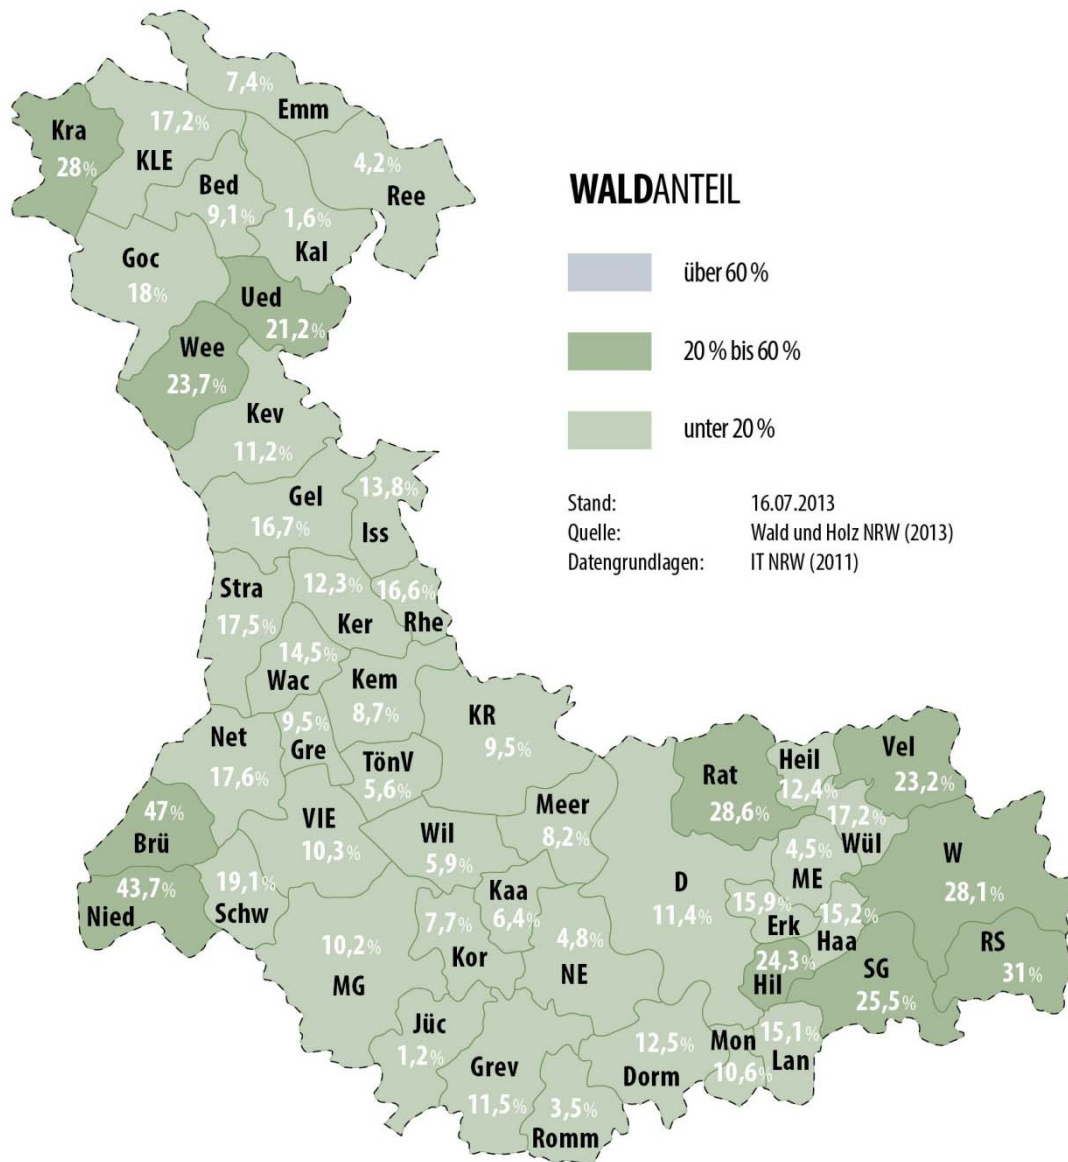 7,4%
Emm
Kra
28%
17,2%
KLE
4,2%
Ree
Bed
9,1%
1,6%
Kal
Goc
18%
Ued
21,2%
Wee
23,7%
Kev
11,2%
Gel
16,7%
13,8%
Iss
Stra
17,5%
12,3%
Ker
16,6%
Rhe
14,5%
Wac
Kem
8,7%
KR
9,5%
Net
17,6%
9,5%
Gre
TönV
5,6%
47%
Brü
VIE
10,3%
Wil
5,9%
Meer
8,2%
43,7%
Nied
19,1%
Schw
Kaa
6,4%
10,2%
MG
7,7%
Kor
4,8%
NE
D
11,4%
Rat
28,6%
Heil
12,4%
Vel
23,2%
17,2%
Wül
4,5%
ME
W
28,1%
15,9%
Erk
15,2%
Haa
24,3%
Hil
SG
25,5%
RS
31%
Jüc
1,2%
Grev
11,5%
3,5%
Romm
12,5%
Dorm
Mon
10,6%
15,1%
Lan
WALDANTEIL
über 60 %
20 % bis 60 %
unter 20 %
Stand: 16.07.2013
Quelle: Wald und Holz NRW (2013)
Datengrundlagen: IT NRW (2011)